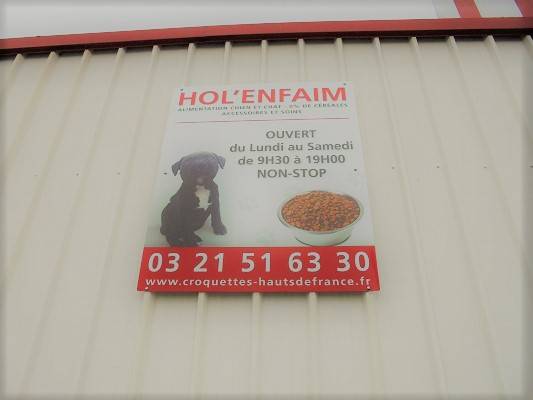 HOL'ENFAIM
ALIMENTATION CHIEN ET CHAT - 0% DE CÉRÉALES
ACCESSOIRES ET SOINS
OUVERT
du Lundi au Samedi
de 9H30 à 19H00
NON-STOP
03 21 51 63 30
www.croquettes-hautsdefrance.fr